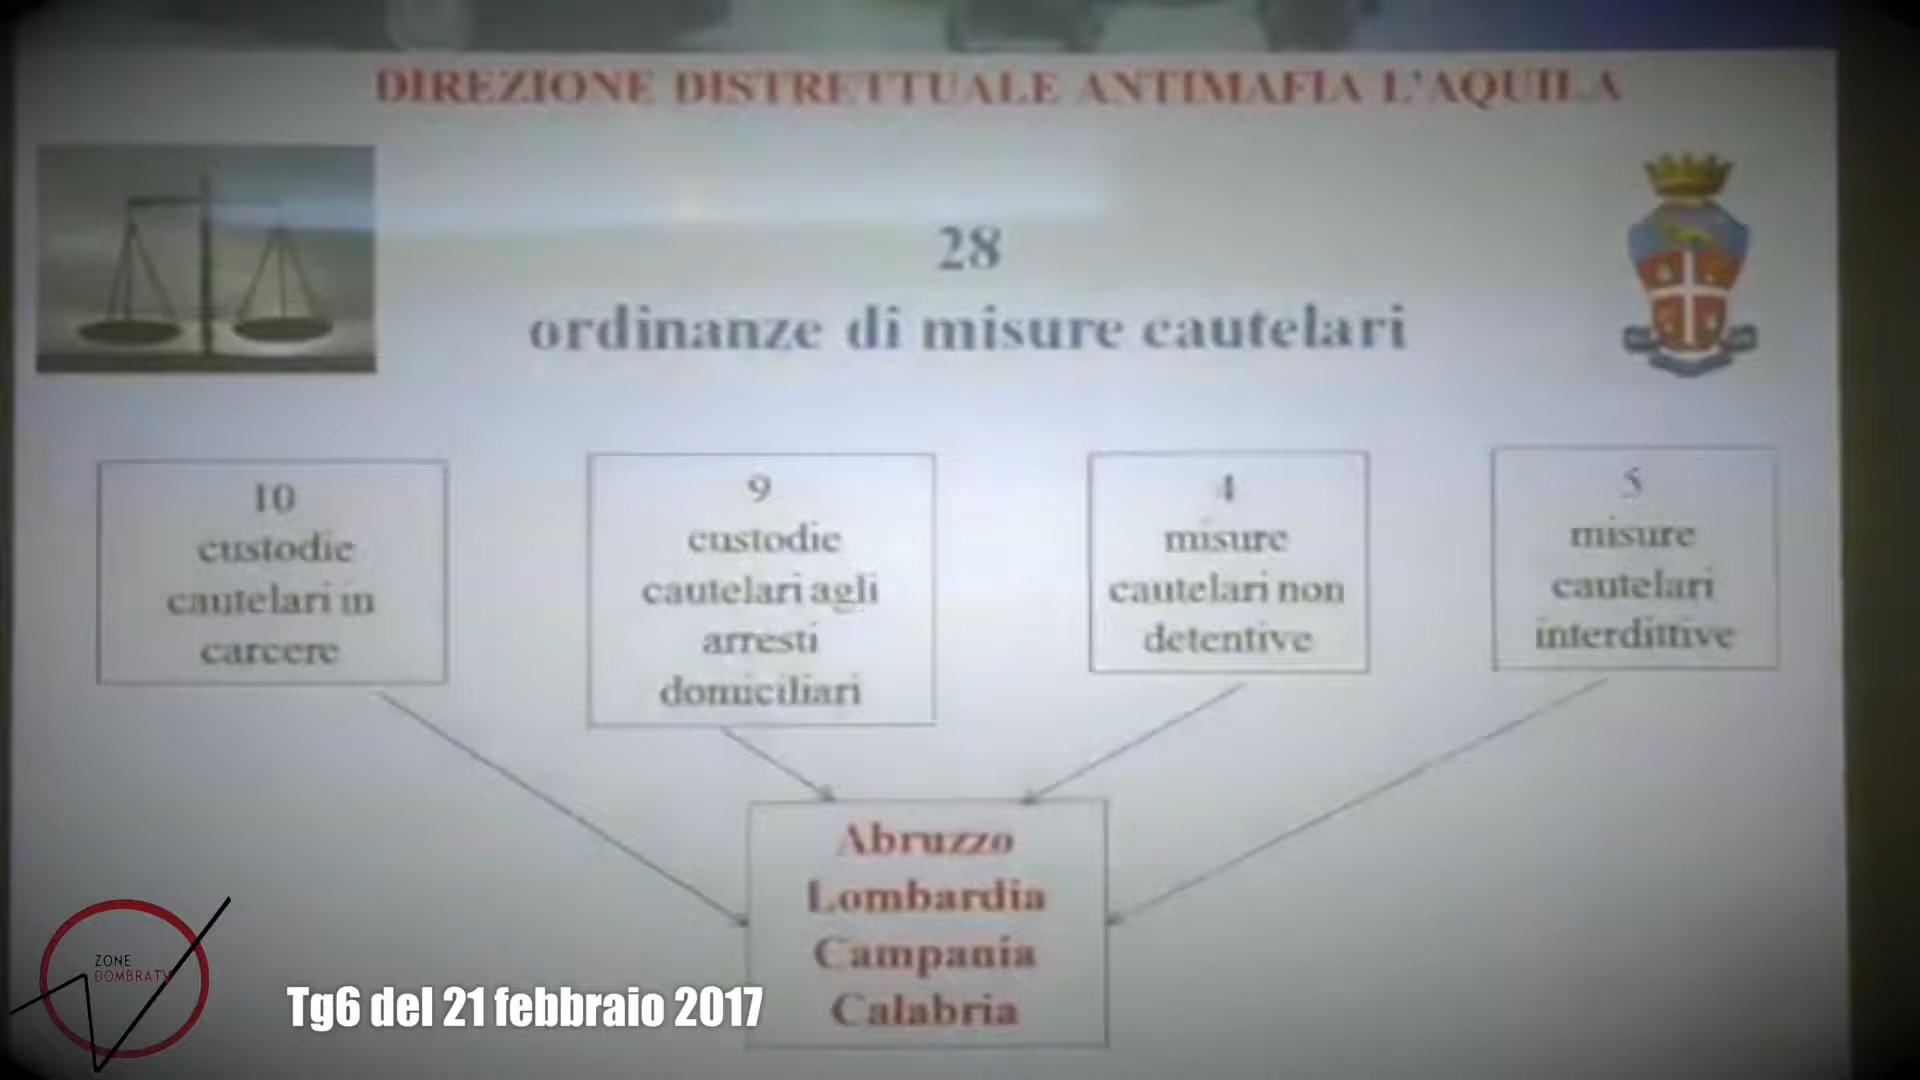 DIREZIONE DISTRETTUALE ANTIMAFIA L'AQUILA
28
ordinanze di misure cautelari
10
custodie
cautelari in
carcere
9
custodie
cautelari agli
arresti
domiciliari
4
misure
cautelari non
detentive
5
misure
cautelari
interdittive
Abruzzo
Lombardia
Campania
Calabria
ZONE
DOMBRATV
Tg6 del 21 febbraio 2017